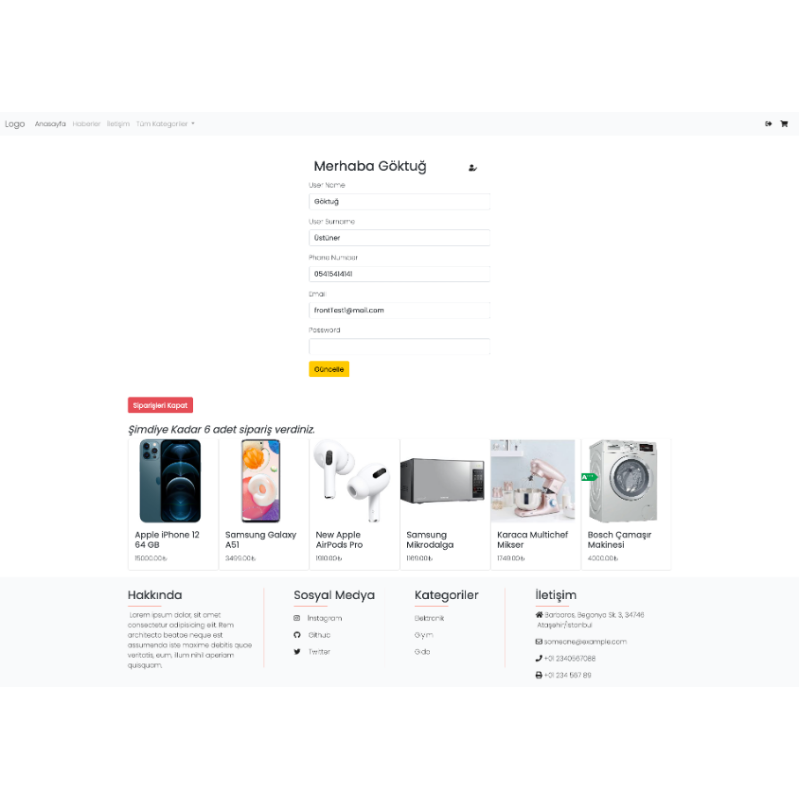 Logo Anasayfa Haberler İletişim Tüm Kategoriler
Merhaba Göktuğ
User Name
Göktuğ
User Surname
Üstüner
Phone Number
05415414141
Email
frontTest1@mail.com
Password
Güncelle
Siparişleri Kapat
Şimdiye Kadar 6 adet sipariş verdiniz.
Apple iPhone 12
64 GB
15000.00₺
Samsung Galaxy
A51
3499.00₺
New Apple
AirPods Pro
Samsung
Mikrodalga
1169.00₺
Karaca Multichef
Mikser
1749.00₺
A
Bosch Çamaşır
Makinesi
4000.00₺
Hakkında
Lorem ipsum dolor, sit amet
consectetur adipisicing elit. Rem
architecto beatae neque est
assumenda iste maxime debitis quae
veritatis, eum, illum nihil aperiam
quisquam.
Sosyal Medya
Instagram
Github
Twitter
Kategoriler
Elektronik
Giyim
Gıda
İletişim
Barbaros, Begonya Sk. 3, 34746
Ataşehir/İstanbul
someone@example.com
+01 2340567088
+01 234 567 89